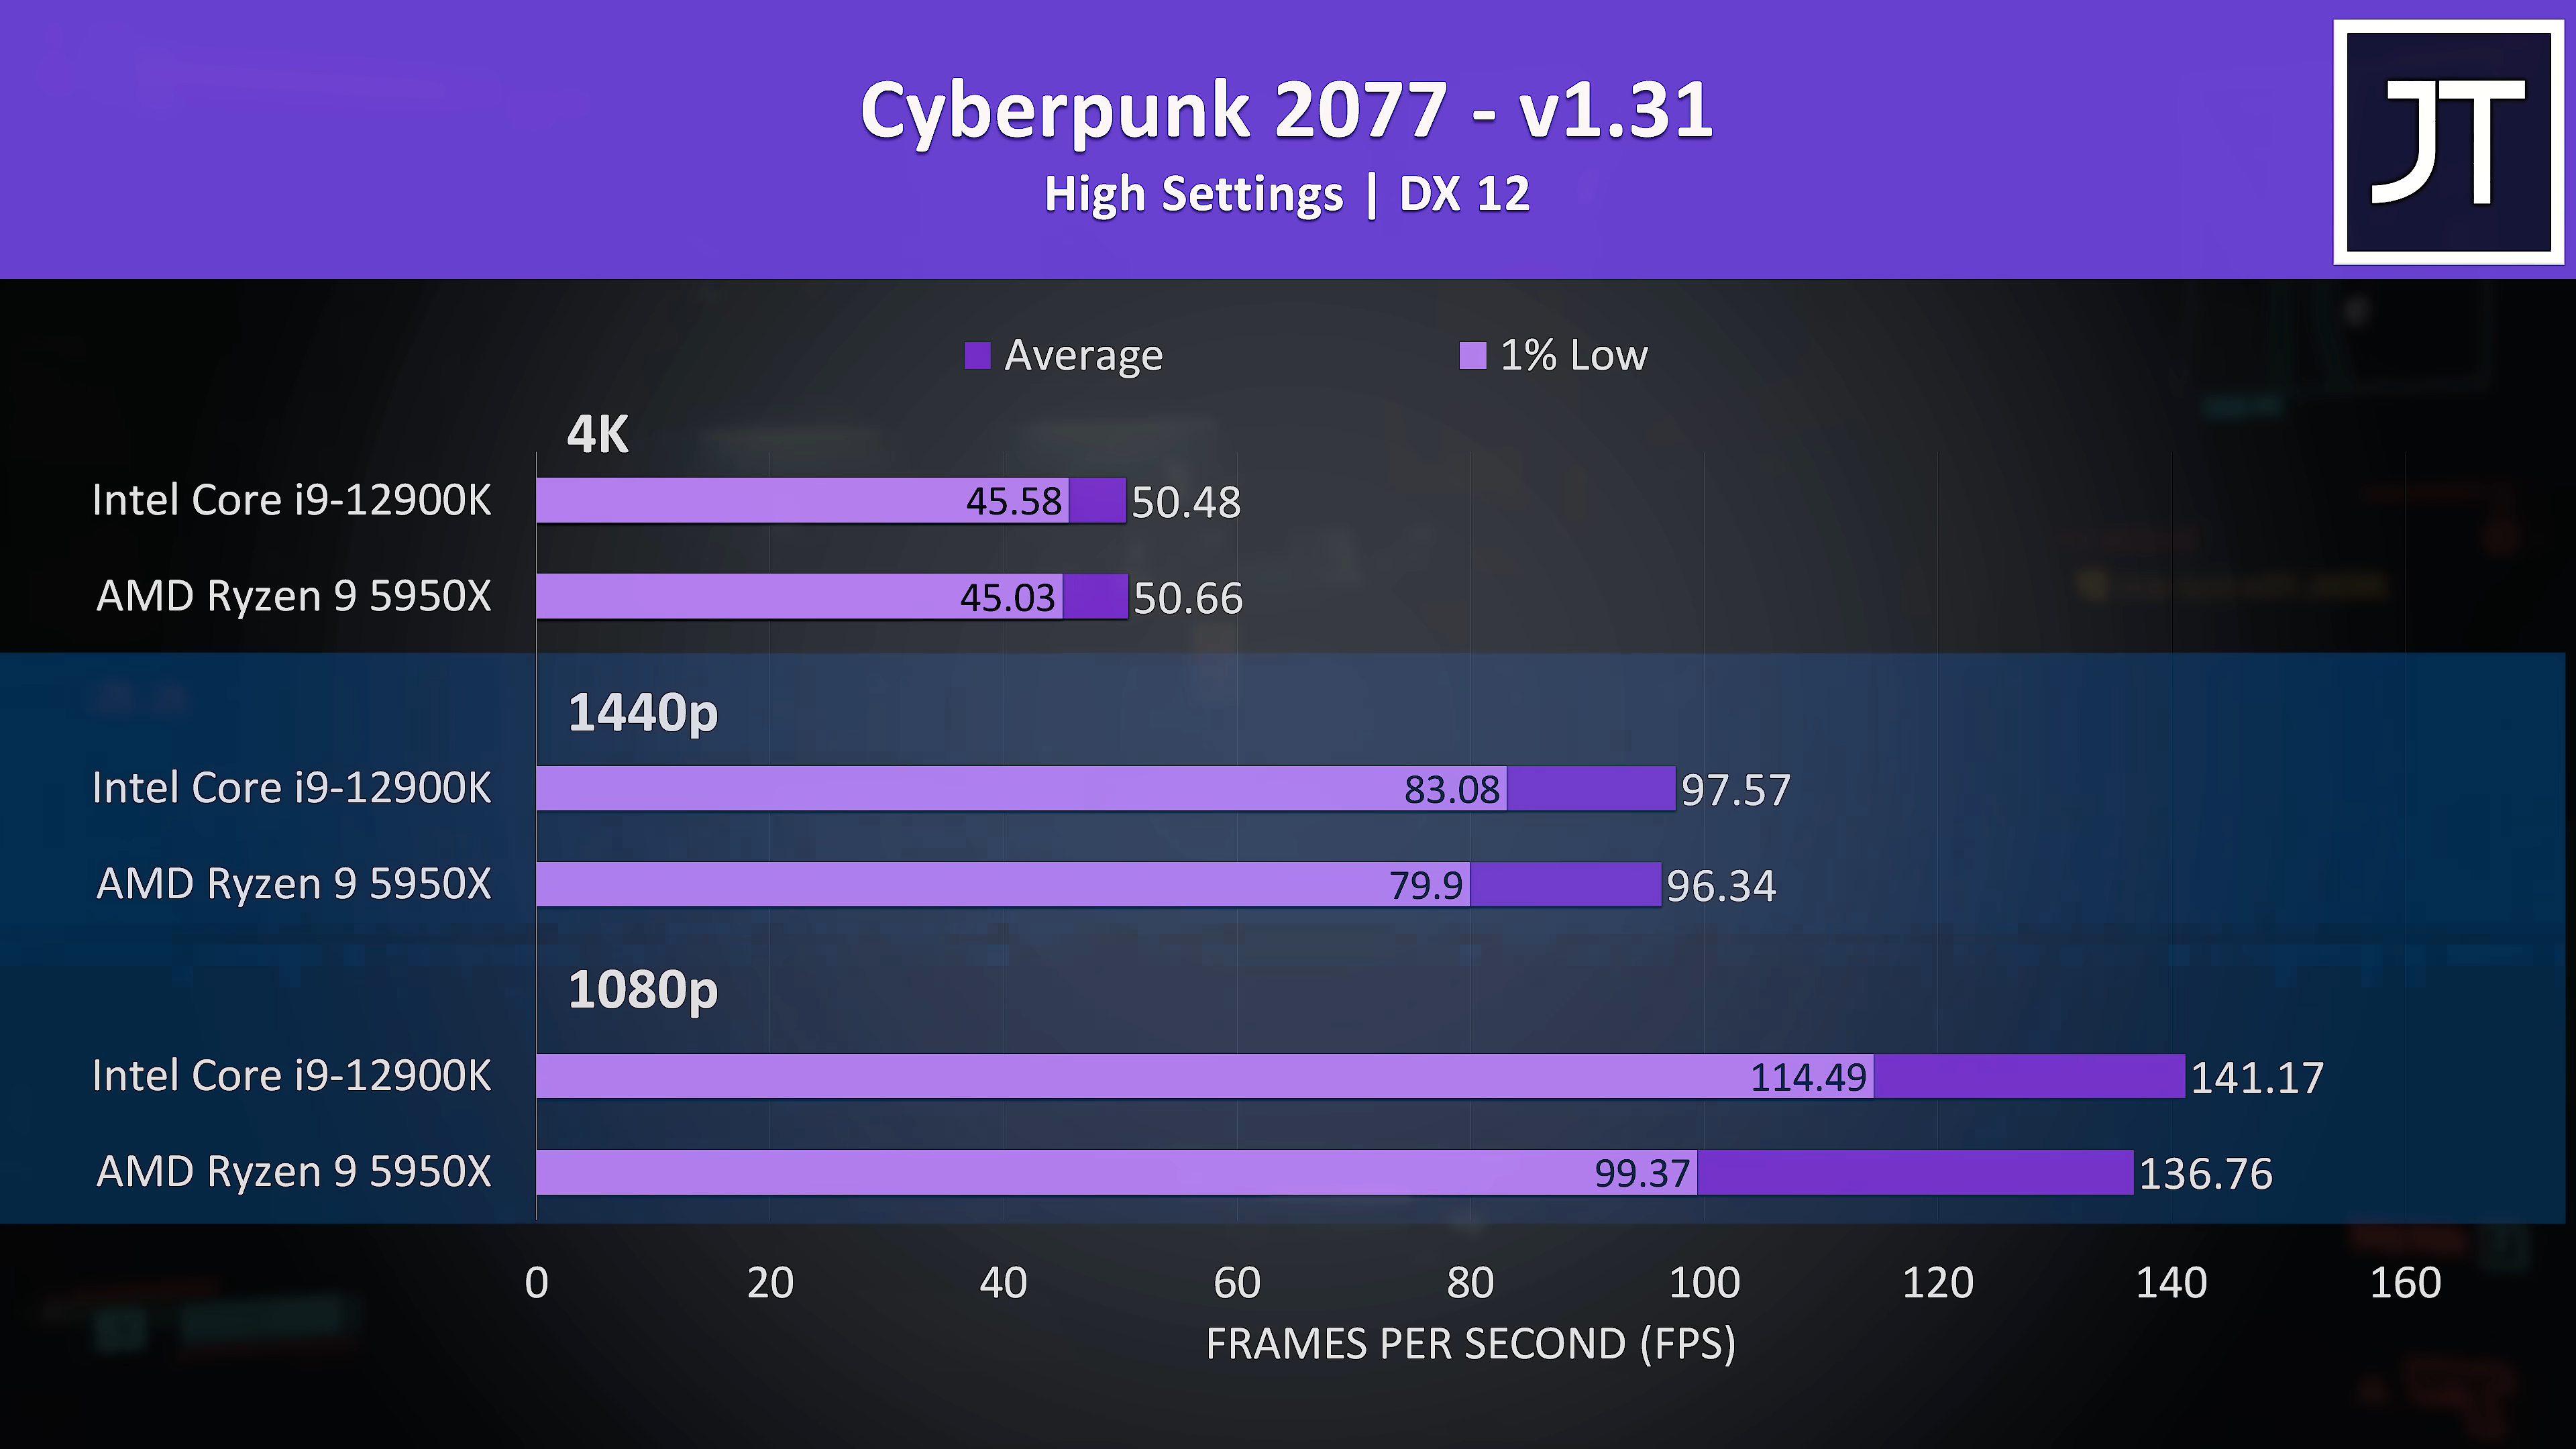 Cyberpunk 2077 - v1.31
High Settings | DX 12
JT
Average
1% Low
4K
Intel Core i9-12900K
45.58
50.48
AMD Ryzen 9 5950X
45.03
50.66
1440p
Intel Core i9-12900K
83.08
97.57
AMD Ryzen 9 5950X
79.9
96.34
1080p
Intel Core i9-12900K
114.49
141.17
AMD Ryzen 9 5950X
99.37
136.76
0 20 40 60 80 100 120 140 160
FRAMES PER SECOND (FPS)